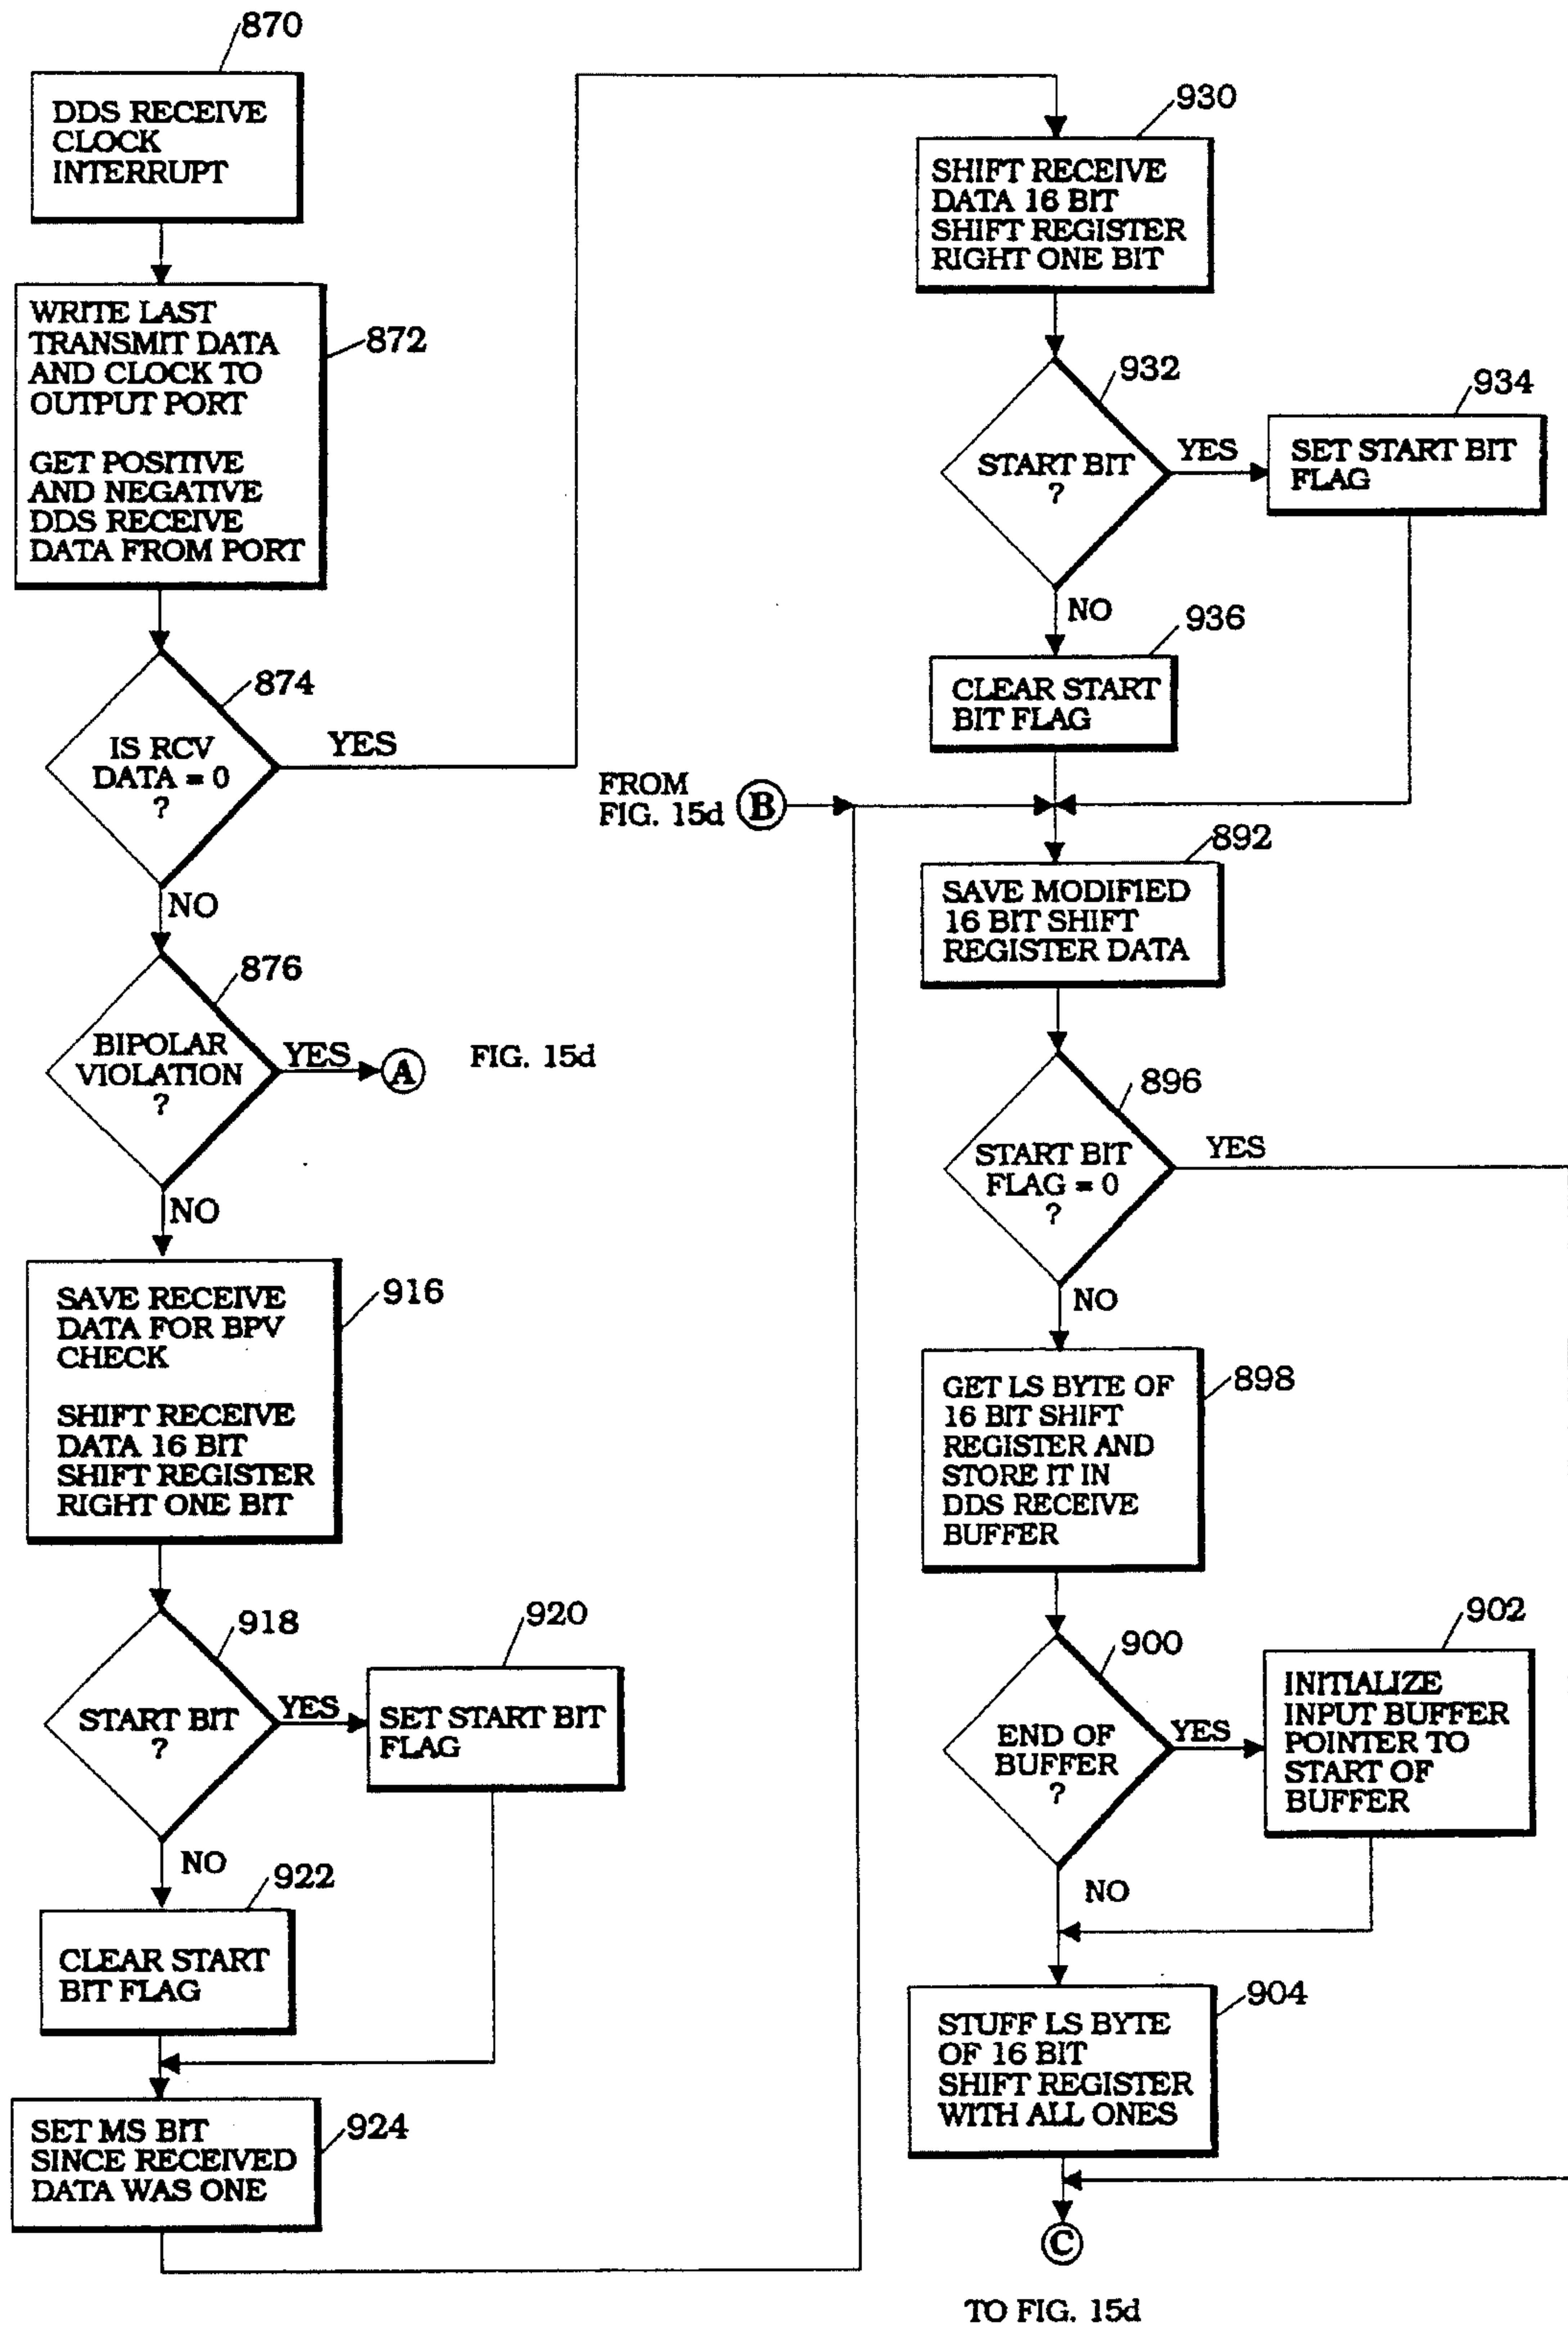 870
DDS RECEIVE
CLOCK
INTERRUPT
872
WRITE LAST
TRANSMIT DATA
AND CLOCK TO
OUTPUT PORT
GET POSITIVE
AND NEGATIVE
DDS RECEIVE
DATA FROM PORT
874
IS RCV
DATA = 0
?
YES
NO
876
BIPOLAR
VIOLATION
?
YES
A
FIG. 15d
NO
916
SAVE RECEIVE
DATA FOR BPV
CHECK
SHIFT RECEIVE
DATA 16 BIT
SHIFT REGISTER
RIGHT ONE BIT
918
START BIT
?
YES
920
SET START BIT
FLAG
NO
922
CLEAR START
BIT FLAG
924
SET MS BIT
SINCE RECEIVED
DATA WAS ONE
930
SHIFT RECEIVE
DATA 16 BIT
SHIFT REGISTER
RIGHT ONE BIT
932
START BIT
?
YES
934
SET START BIT
FLAG
NO
936
CLEAR START
BIT FLAG
FROM
FIG. 15d
B
892
SAVE MODIFIED
16 BIT SHIFT
REGISTER DATA
896
START BIT
FLAG = 0
?
YES
NO
898
GET LS BYTE OF
16 BIT SHIFT
REGISTER AND
STORE IT IN
DDS RECEIVE
BUFFER
900
END OF
BUFFER
?
YES
902
INITIALIZE
INPUT BUFFER
POINTER TO
START OF
BUFFER
NO
904
STUFF LS BYTE
OF 16 BIT
SHIFT REGISTER
WITH ALL ONES
C
TO FIG. 15d